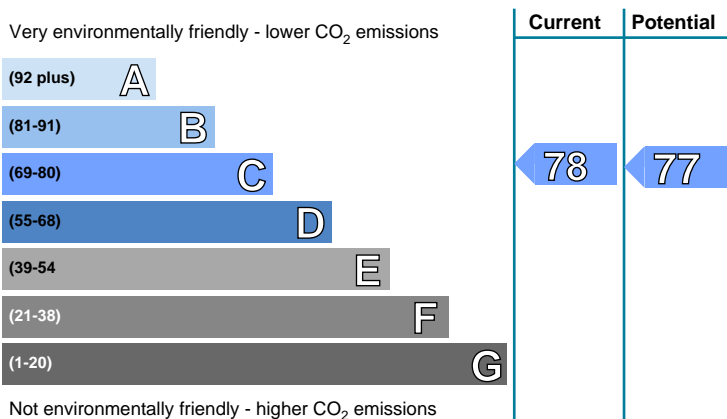 Current Potential
Very environmentally friendly - lower CO2 emissions
(92 plus) A
(81-91) B
(69-80) C 78 77
(55-68) D
(39-54 E
(21-38) F
(1-20) G
Not environmentally friendly - higher CO2 emissions